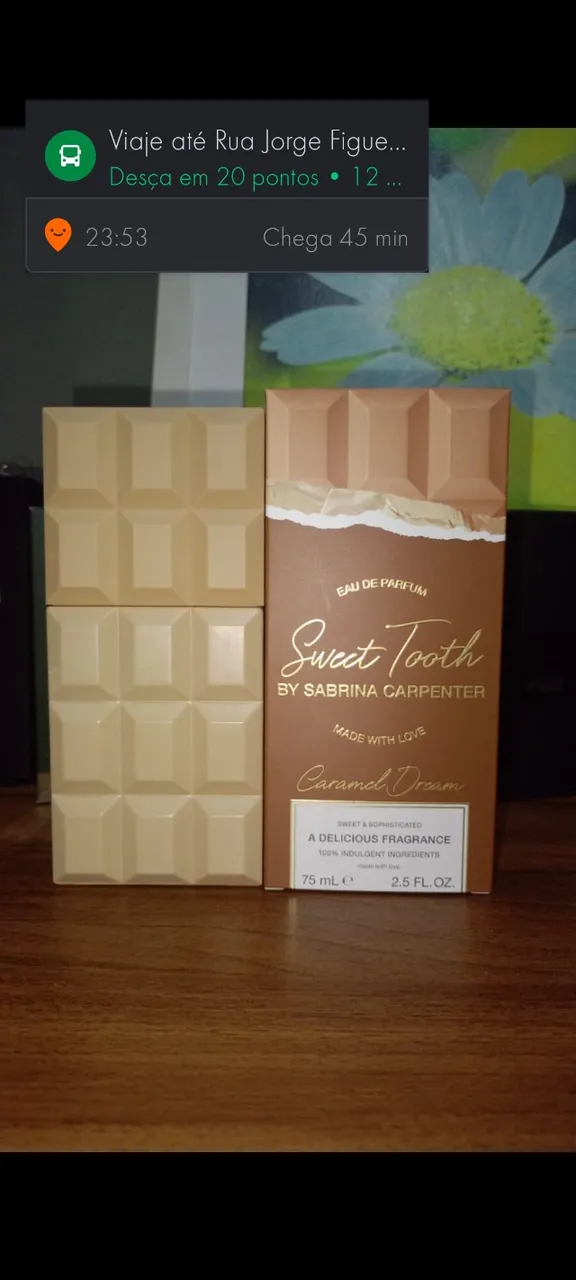 Viaje até Rua Jorge Figue...
Desça em 20 pontos • 12 ...
23:53
Chega 45 min
EAU DE PARFUM
Sweet Tooth
BY SABRINA CARPENTER
MADE WITH LOVE
Caramel Dream
SWEET & SOPHISTICATED
A DELICIOUS FRAGRANCE
100% INDULGENT INGREDIENTS
made with love
75 mL ℮ 2.5 FL. OZ.